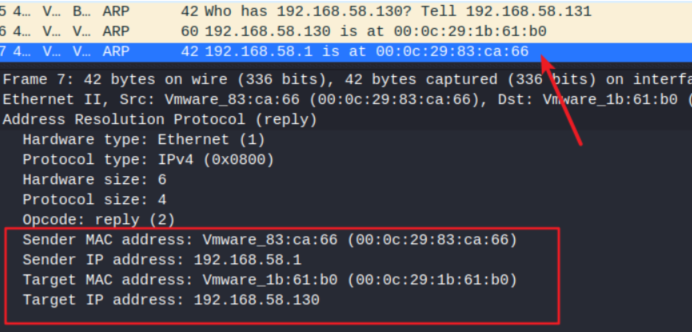 5 4… V… B… ARP 42 Who has 192.168.58.130? Tell 192.168.58.131
6 4… V… V… ARP 60 192.168.58.130 is at 00:0c:29:1b:61:b0
7 4… V… V… ARP 42 192.168.58.1 is at 00:0c:29:83:ca:66
Frame 7: 42 bytes on wire (336 bits), 42 bytes captured (336 bits) on interfa
Ethernet II, Src: Vmware_83:ca:66 (00:0c:29:83:ca:66), Dst: Vmware_1b:61:b0 (
Address Resolution Protocol (reply)
Hardware type: Ethernet (1)
Protocol type: IPv4 (0x0800)
Hardware size: 6
Protocol size: 4
Opcode: reply (2)
Sender MAC address: Vmware_83:ca:66 (00:0c:29:83:ca:66)
Sender IP address: 192.168.58.1
Target MAC address: Vmware_1b:61:b0 (00:0c:29:1b:61:b0)
Target IP address: 192.168.58.130